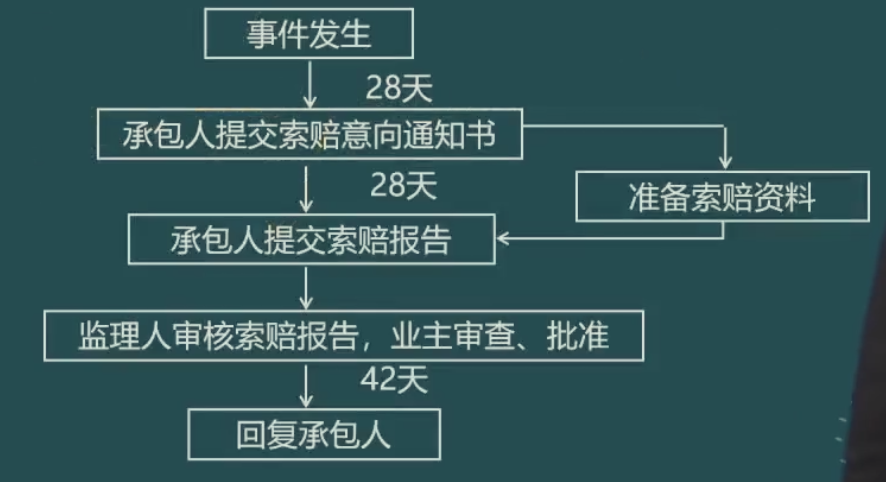 事件发生
28天
承包人提交索赔意向通知书
28天
准备索赔资料
承包人提交索赔报告
监理人审核索赔报告，业主审查、批准
42天
回复承包人